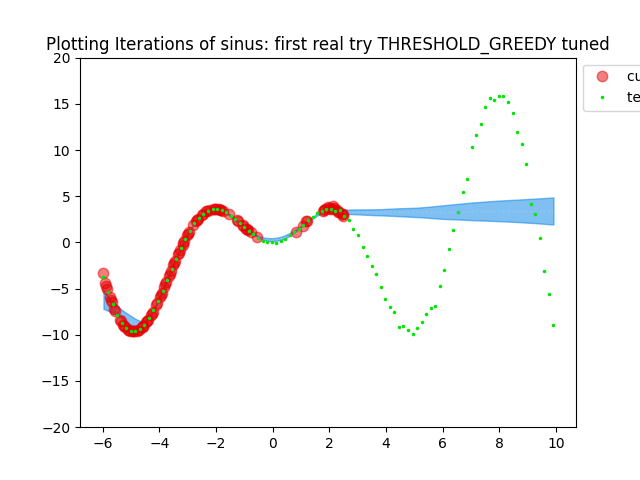 Plotting Iterations of sinus: first real try THRESHOLD_GREEDY tuned
20
15
10
5
0
−5
−10
−15
−20
−6 −4 −2 0 2 4 6 8 10
cu
te